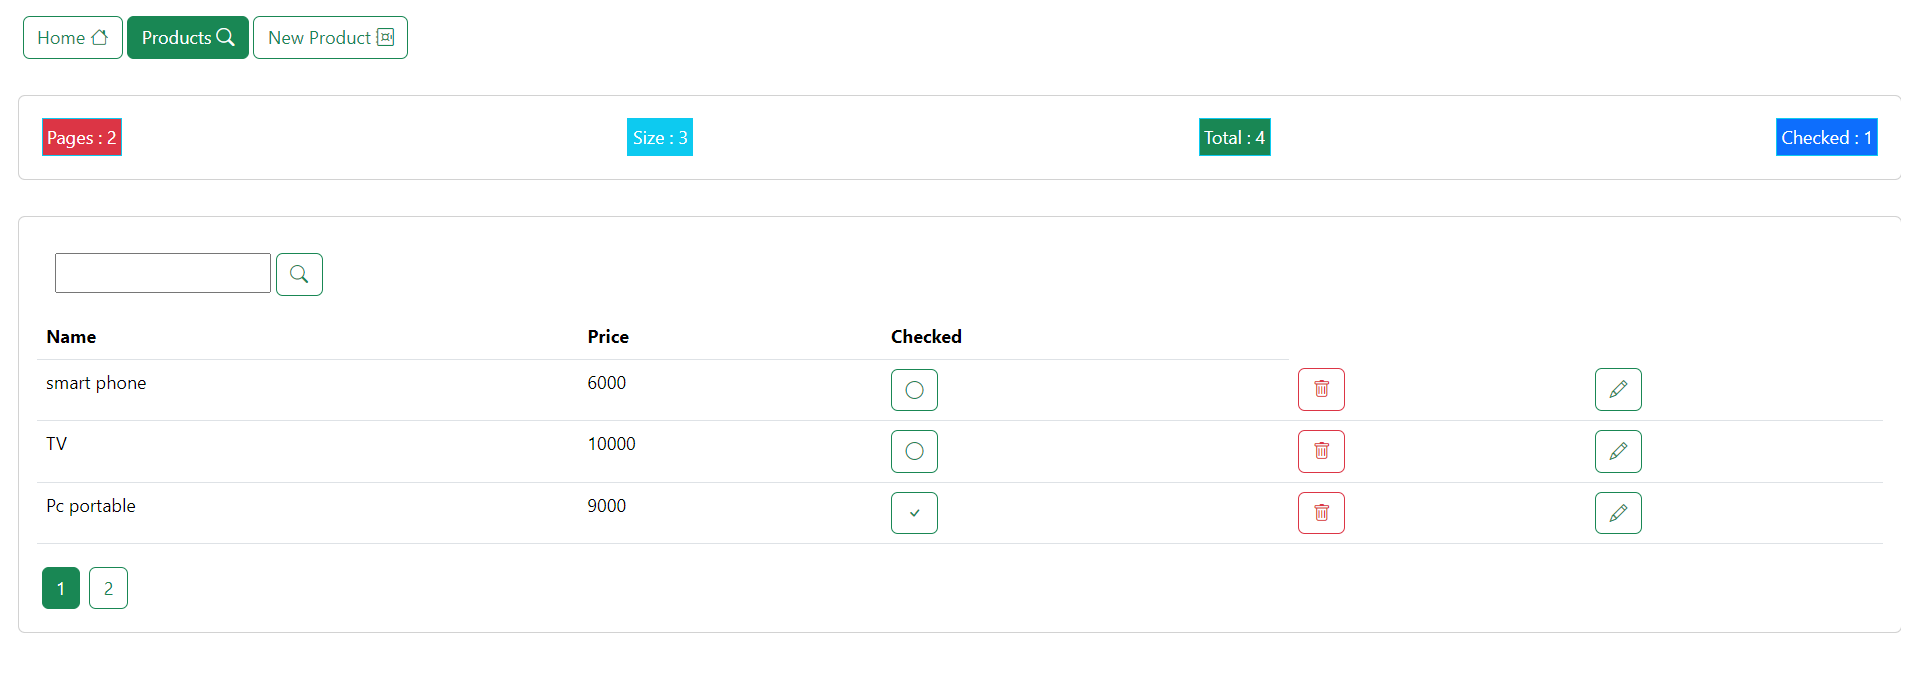 Home Products New Product
Pages : 2 Size : 3 Total : 4 Checked : 1
Name Price Checked
smart phone 6000
TV 10000
Pc portable 9000
1 2